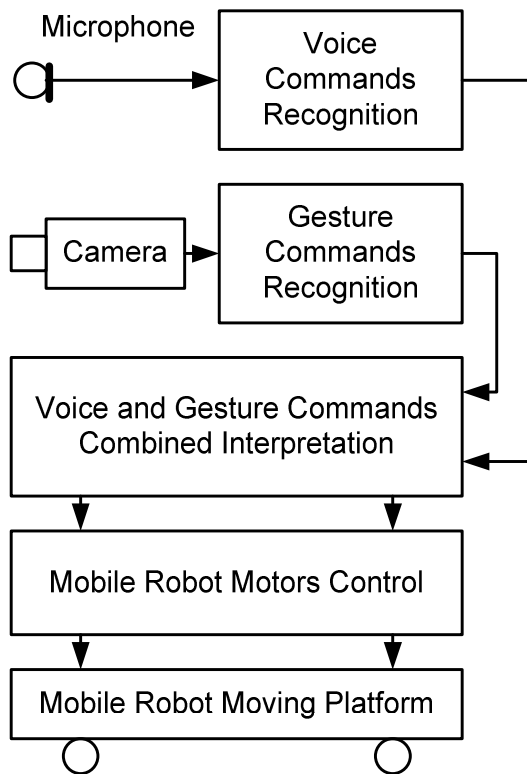 Microphone
Voice
Commands
Recognition
Camera
Gesture
Commands
Recognition
Voice and Gesture Commands
Combined Interpretation
Mobile Robot Motors Control
Mobile Robot Moving Platform